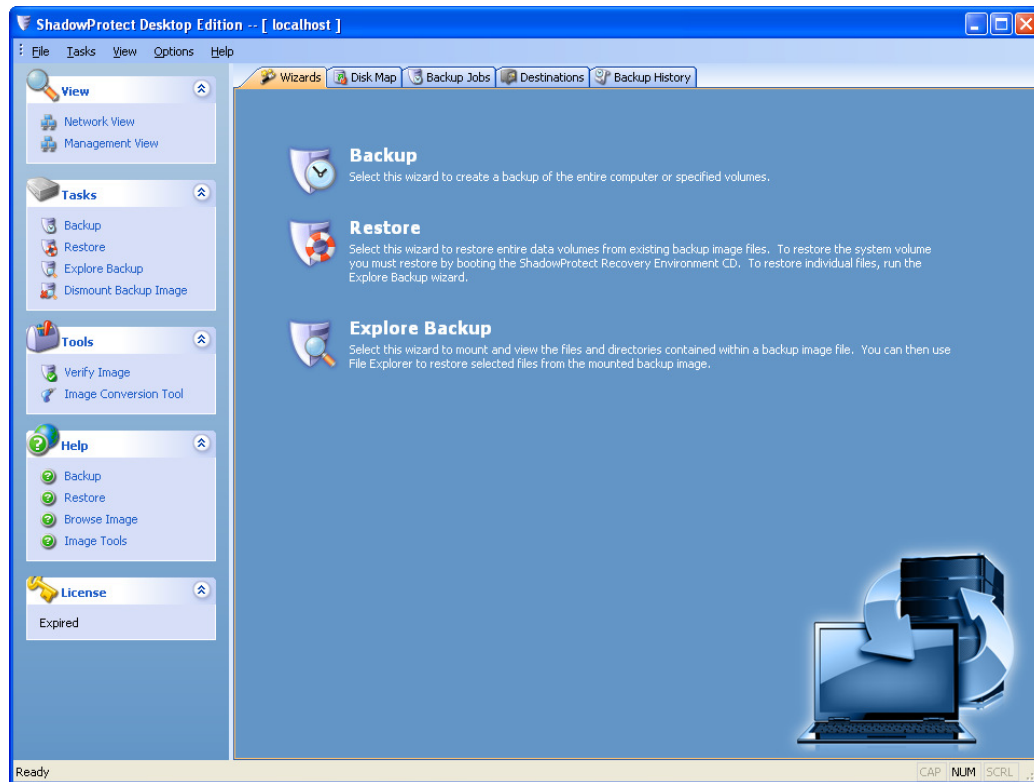 ShadowProtect Desktop Edition -- [ localhost ]
File Tasks View Options Help
View
Network View
Management View
Tasks
Backup
Restore
Explore Backup
Dismount Backup Image
Tools
Verify Image
Image Conversion Tool
Help
Backup
Restore
Browse Image
Image Tools
License
Expired
Wizards Disk Map Backup Jobs Destinations Backup History
Backup
Select this wizard to create a backup of the entire computer or specified volumes.
Restore
Select this wizard to restore entire data volumes from existing backup image files. To restore the system volume
you must restore by booting the ShadowProtect Recovery Environment CD. To restore individual files, run the
Explore Backup wizard.
Explore Backup
Select this wizard to mount and view the files and directories contained within a backup image file. You can then use
File Explorer to restore selected files from the mounted backup image.
Ready
CAP NUM SCRL